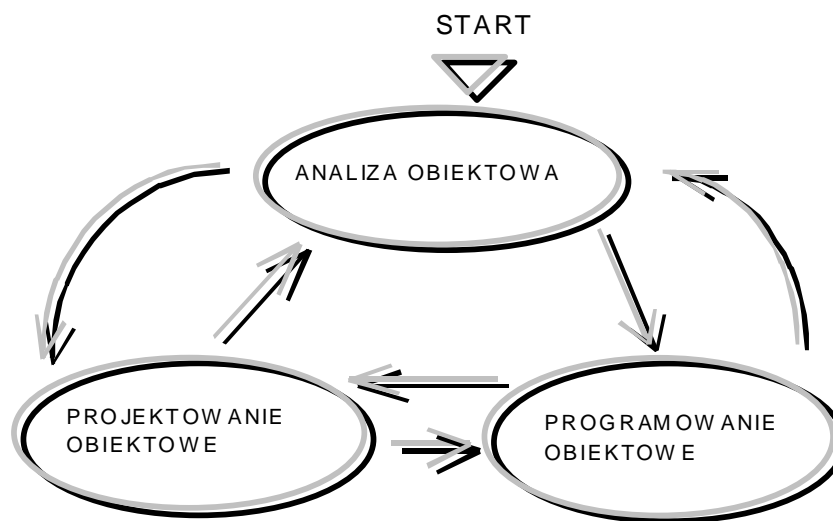 START
ANALIZA OBIEKTOWA
PROJEKTOWANIE
OBIEKTOWE
PROGRAMOWANIE
OBIEKTOWE